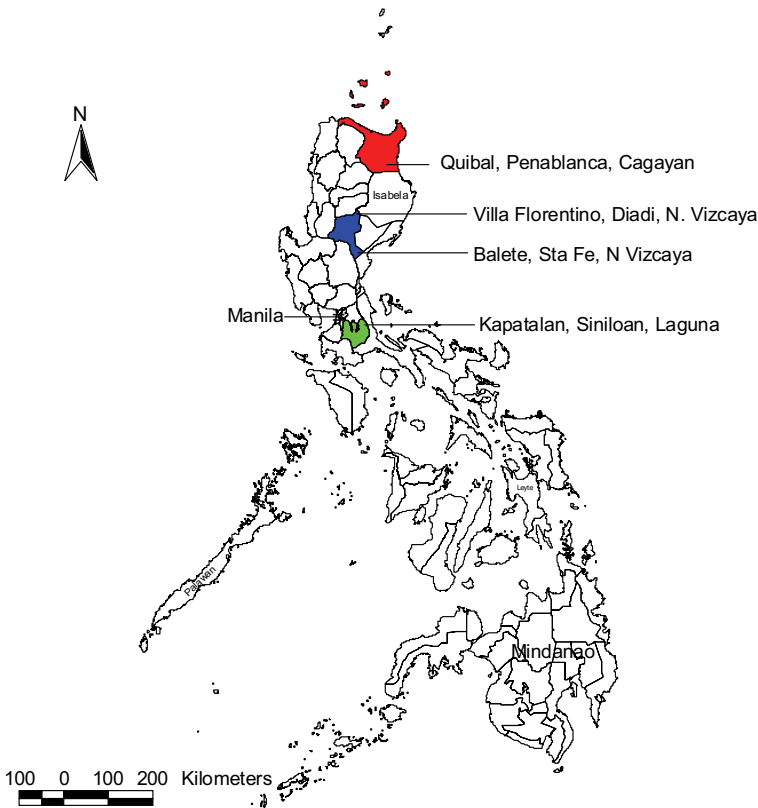 N
Quibal, Penablanca, Cagayan
Isabela
Villa Florentino, Diadi, N. Vizcaya
Balete, Sta Fe, N Vizcaya
Manila
Kapatalan, Siniloan, Laguna
Leyte
Palawan
Mindanao
100 0 100 200 Kilometers